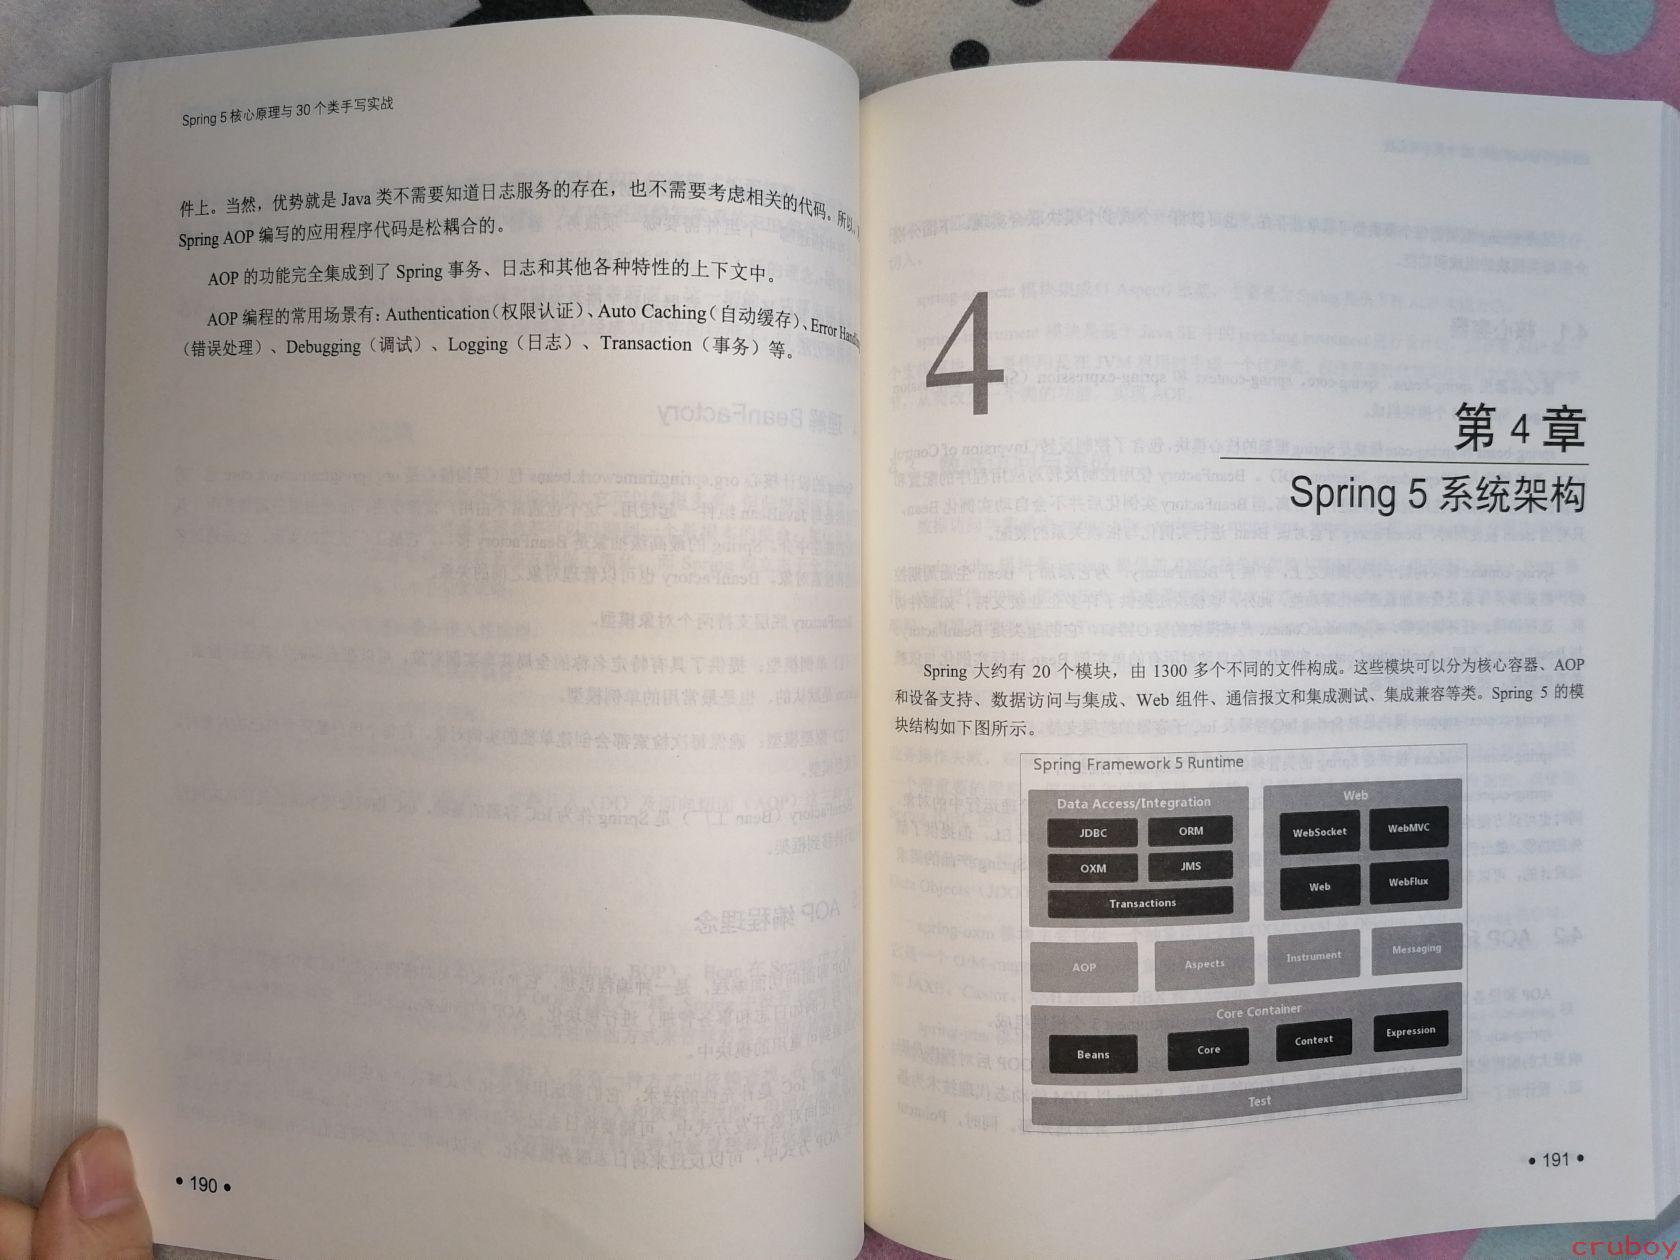 Spring 5 核心原理与 30 个类手写实战
件上。当然，优势就是 Java 类不需要知道日志服务的存在，也不需要考虑相关的代码。所以，
Spring AOP 编写的应用程序代码是松耦合的。
AOP 的功能完全集成到了 Spring 事务、日志和其他各种特性的上下文中。
AOP 编程的常用场景有：Authentication（权限认证）、Auto Caching（自动缓存）、Error
（错误处理）、Debugging（调试）、Logging（日志）、Transaction（事务）等。
• 190 •
4
第 4 章
Spring 5 系统架构
Spring 大约有 20 个模块，由 1300 多个不同的文件构成。这些模块可以分为核心容器、AOP
和设备支持、数据访问与集成、Web 组件、通信报文和集成测试、集成兼容等类。Spring 5 的模
块结构如下图所示。
Spring Framework 5 Runtime
Data Access/Integration
JDBC ORM
OXM JMS
Transactions
Web
WebSocket WebMVC
Web WebFlux
AOP Aspects Instrument Messaging
Core Container
Beans Core Context Expression
Test
• 191 •
cruboy